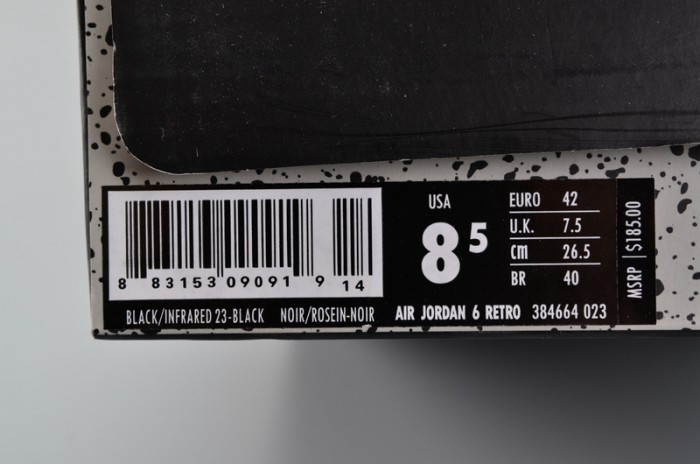 USA
8 5
EURO 42
U.K. 7.5
cm 26.5
BR 40
MSRP | $185.00
8 83153 09091 9 14
BLACK/INFRARED 23-BLACK NOIR/ROSEIN-NOIR
AIR JORDAN 6 RETRO 384664 023